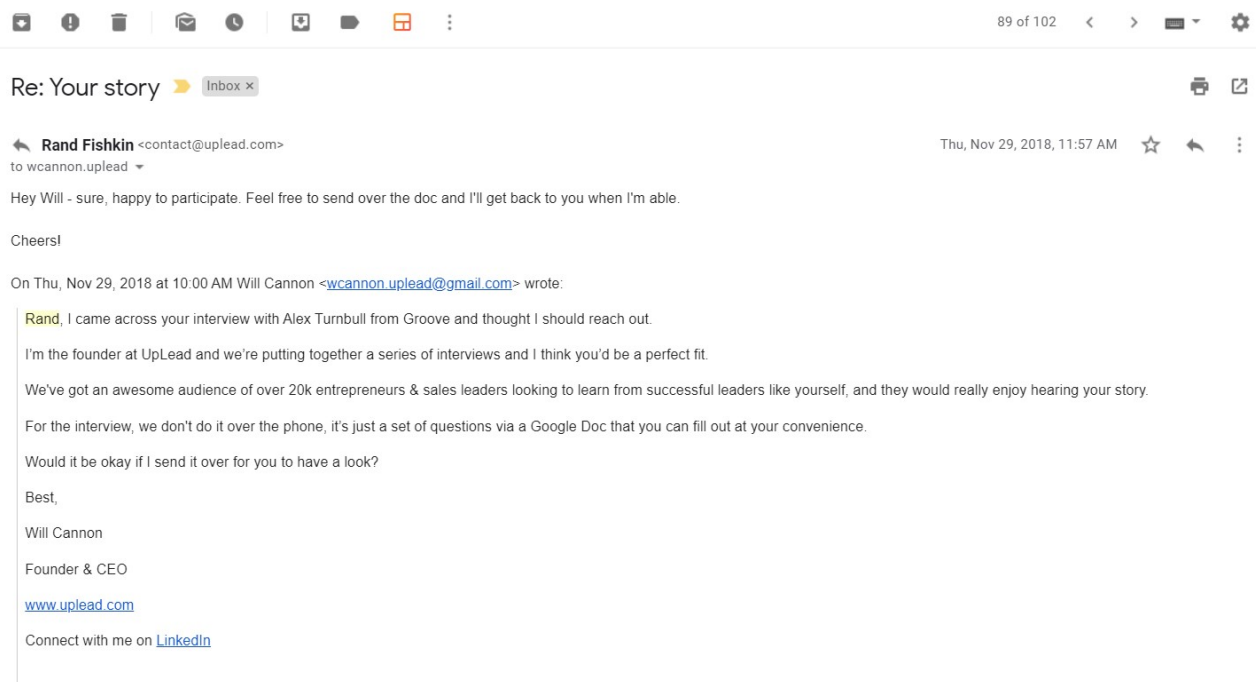 89 of 102
Re: Your story Inbox ×
Rand Fishkin <contact@uplead.com> Thu, Nov 29, 2018, 11:57 AM
to wcannon.uplead
Hey Will - sure, happy to participate. Feel free to send over the doc and I'll get back to you when I'm able.
Cheers!
On Thu, Nov 29, 2018 at 10:00 AM Will Cannon <wcannon.uplead@gmail.com> wrote:
Rand, I came across your interview with Alex Turnbull from Groove and thought I should reach out.
I’m the founder at UpLead and we’re putting together a series of interviews and I think you’d be a perfect fit.
We've got an awesome audience of over 20k entrepreneurs & sales leaders looking to learn from successful leaders like yourself, and they would really enjoy hearing your story.
For the interview, we don't do it over the phone, it’s just a set of questions via a Google Doc that you can fill out at your convenience.
Would it be okay if I send it over for you to have a look?
Best,
Will Cannon
Founder & CEO
www.uplead.com
Connect with me on LinkedIn